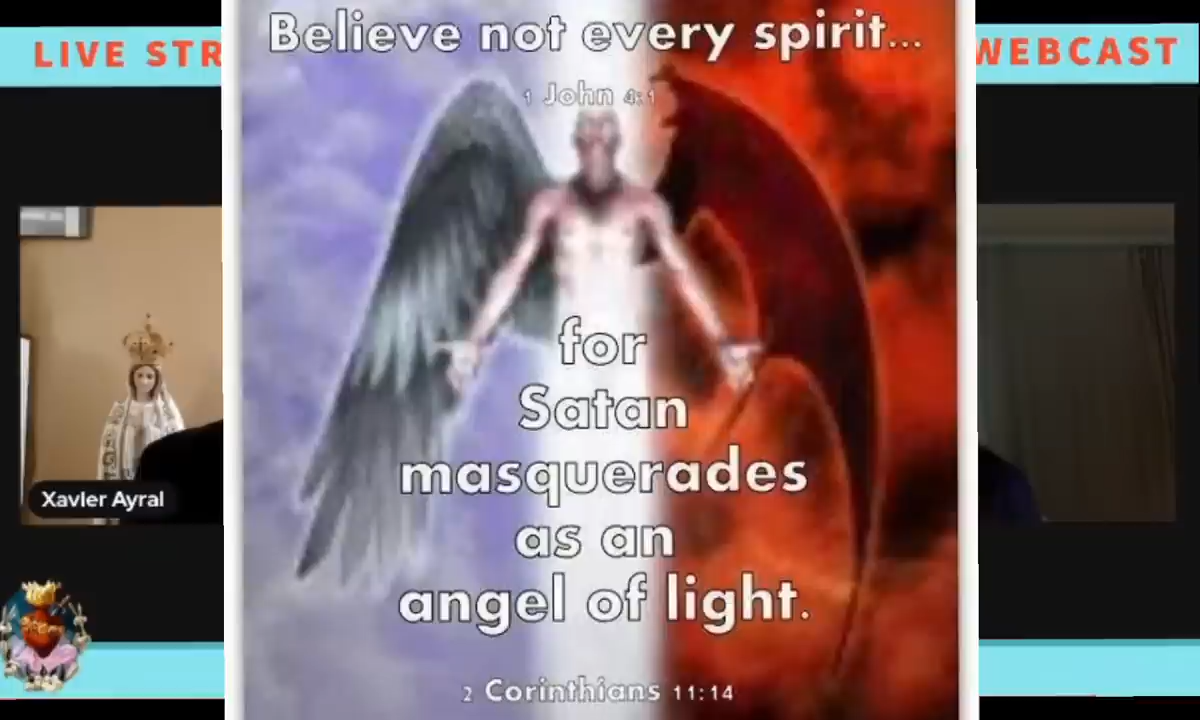 Believe not every spirit...
LIVE STR
WEBCAST
1 John 4:1
for
Satan
masquerades
as an
angel of light.
Xavier Ayral
2 Corinthians 11:14